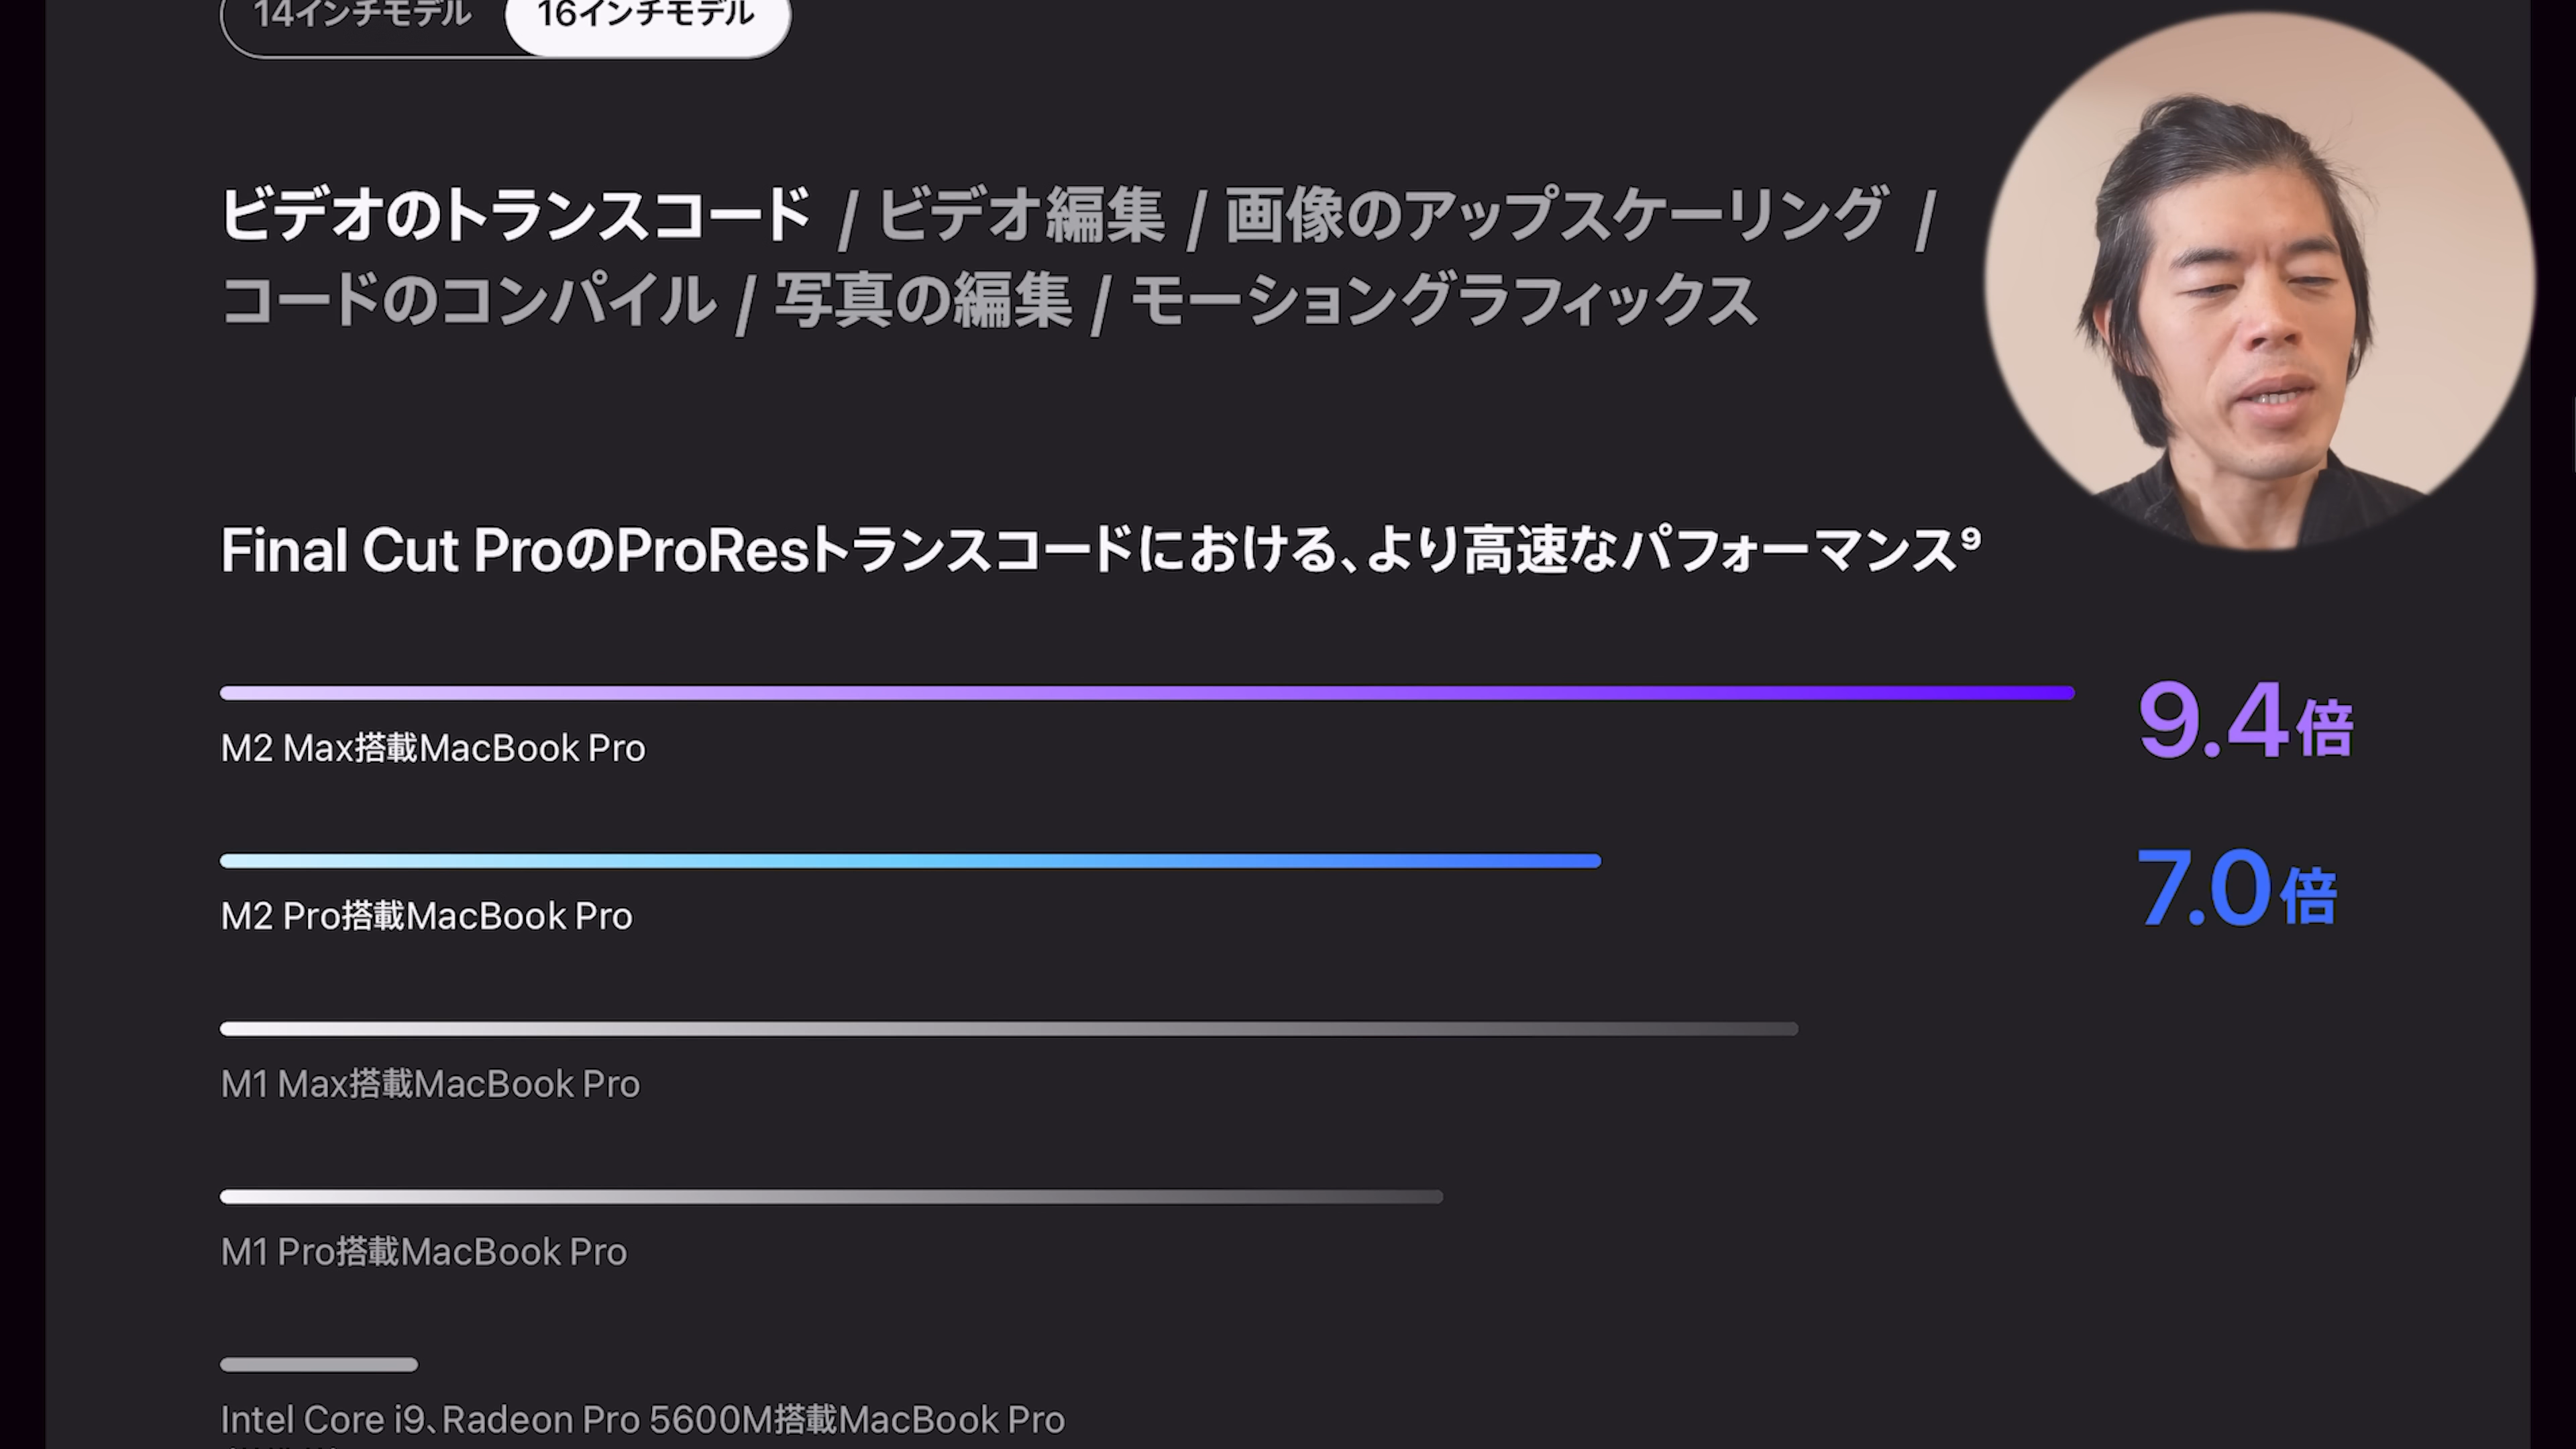 14インチモデル 16インチモデル
ビデオのトランスコード / ビデオ編集 / 画像のアップスケーリング /
コードのコンパイル / 写真の編集 / モーショングラフィックス
Final Cut ProのProResトランスコードにおける、より高速なパフォーマンス⁹
9.4倍
M2 Max搭載MacBook Pro
7.0倍
M2 Pro搭載MacBook Pro
M1 Max搭載MacBook Pro
M1 Pro搭載MacBook Pro
Intel Core i9、Radeon Pro 5600M搭載MacBook Pro